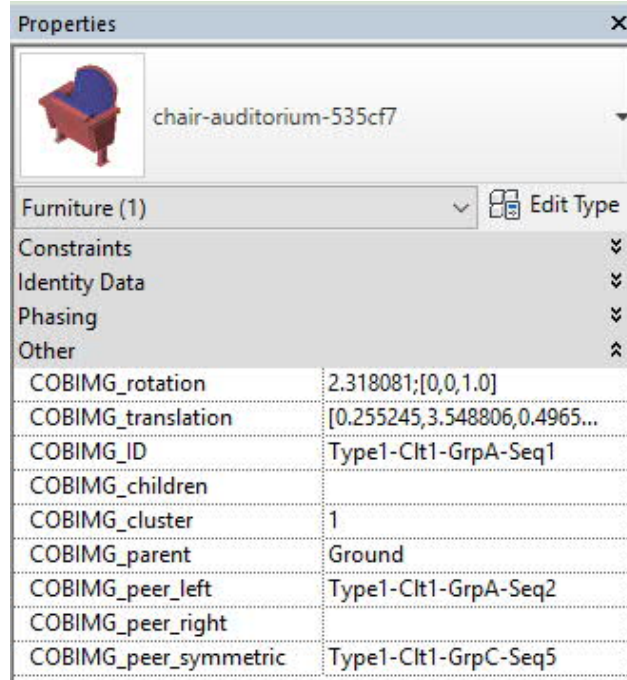 Properties
chair-auditorium-535cf7
Furniture (1)
Edit Type
Constraints
Identity Data
Phasing
Other
COBIMG_rotation 2.318081;[0,0,1.0]
COBIMG_translation [0.255245,3.548806,0.4965...
COBIMG_ID Type1-Clt1-GrpA-Seq1
COBIMG_children
COBIMG_cluster 1
COBIMG_parent Ground
COBIMG_peer_left Type1-Clt1-GrpA-Seq2
COBIMG_peer_right
COBIMG_peer_symmetric Type1-Clt1-GrpC-Seq5